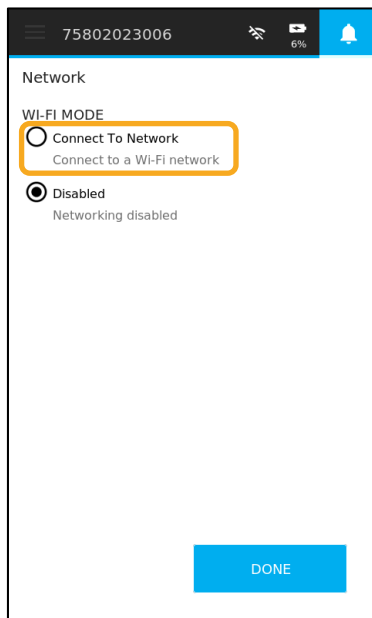 75802023006
6%
Network
WI-FI MODE
Connect To Network
Connect to a Wi-Fi network
Disabled
Networking disabled
DONE